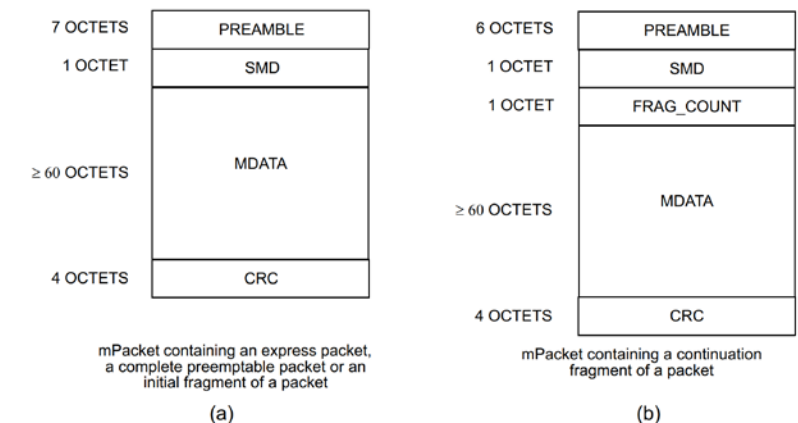 7 OCTETS PREAMBLE
1 OCTET SMD
≥ 60 OCTETS MDATA
4 OCTETS CRC
mPacket containing an express packet,
a complete preemptable packet or an
initial fragment of a packet
(a)
6 OCTETS PREAMBLE
1 OCTET SMD
1 OCTET FRAG_COUNT
≥ 60 OCTETS MDATA
4 OCTETS CRC
mPacket containing a continuation
fragment of a packet
(b)